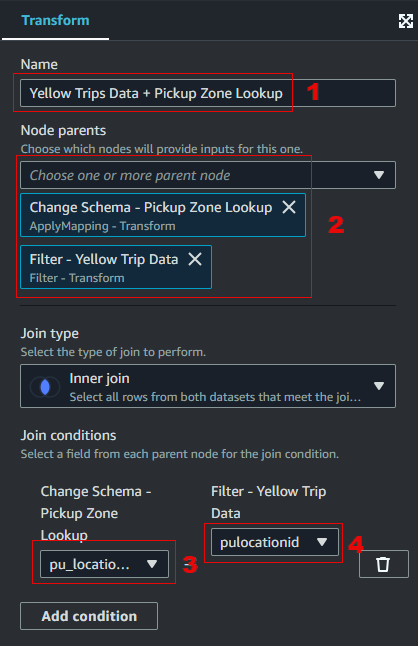 Transform
Name
Yellow Trips Data + Pickup Zone Lookup
1
Node parents
Choose which nodes will provide inputs for this one.
Choose one or more parent node
Change Schema - Pickup Zone Lookup
ApplyMapping - Transform
2
Filter - Yellow Trip Data
Filter - Transform
Join type
Select the type of join to perform.
Inner join
Select all rows from both datasets that meet the joi...
Join conditions
Select a field from each parent node for the join condition.
Change Schema -
Pickup Zone
Lookup
pu_locatio...
3
Filter - Yellow Trip
Data
pulocationid
4
Add condition